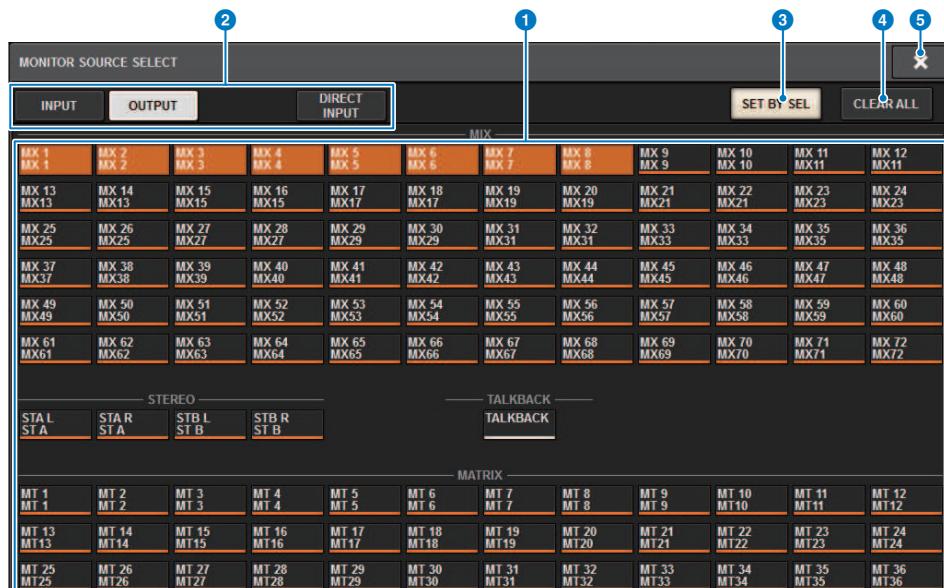 2 1 3 4 5
MONITOR SOURCE SELECT ×
INPUT OUTPUT DIRECT INPUT SET BY SEL CLEAR ALL
MIX
MX 1 MX 2 MX 3 MX 4 MX 5 MX 6 MX 7 MX 8 MX 9 MX 10 MX 11 MX 12
MX 1 MX 2 MX 3 MX 4 MX 5 MX 6 MX 7 MX 8 MX 9 MX 10 MX11 MX11
MX 13 MX 14 MX 15 MX 16 MX 17 MX 18 MX 19 MX 20 MX 21 MX 22 MX 23 MX 24
MX13 MX13 MX15 MX15 MX17 MX17 MX19 MX19 MX21 MX21 MX23 MX23
MX 25 MX 26 MX 27 MX 28 MX 29 MX 30 MX 31 MX 32 MX 33 MX 34 MX 35 MX 36
MX25 MX25 MX27 MX27 MX29 MX29 MX31 MX31 MX33 MX33 MX35 MX35
MX 37 MX 38 MX 39 MX 40 MX 41 MX 42 MX 43 MX 44 MX 45 MX 46 MX 47 MX 48
MX37 MX38 MX39 MX40 MX41 MX42 MX43 MX44 MX45 MX46 MX47 MX48
MX 49 MX 50 MX 51 MX 52 MX 53 MX 54 MX 55 MX 56 MX 57 MX 58 MX 59 MX 60
MX49 MX50 MX51 MX52 MX53 MX54 MX55 MX56 MX57 MX58 MX59 MX60
MX 61 MX 62 MX 63 MX 64 MX 65 MX 66 MX 67 MX 68 MX 69 MX 70 MX 71 MX 72
MX61 MX62 MX63 MX64 MX65 MX66 MX67 MX68 MX69 MX70 MX71 MX72
STEREO TALKBACK
STA L STA R STB L STB R TALKBACK
ST A ST A ST B ST B
MATRIX
MT 1 MT 2 MT 3 MT 4 MT 5 MT 6 MT 7 MT 8 MT 9 MT 10 MT 11 MT 12
MT 1 MT 2 MT 3 MT 4 MT 5 MT 6 MT 7 MT 8 MT 9 MT10 MT11 MT12
MT 13 MT 14 MT 15 MT 16 MT 17 MT 18 MT 19 MT 20 MT 21 MT 22 MT 23 MT 24
MT13 MT14 MT15 MT16 MT17 MT18 MT19 MT20 MT21 MT22 MT23 MT24
MT 25 MT 26 MT 27 MT 28 MT 29 MT 30 MT 31 MT 32 MT 33 MT 34 MT 35 MT 36
MT25 MT26 MT27 MT28 MT29 MT30 MT31 MT32 MT33 MT34 MT35 MT36